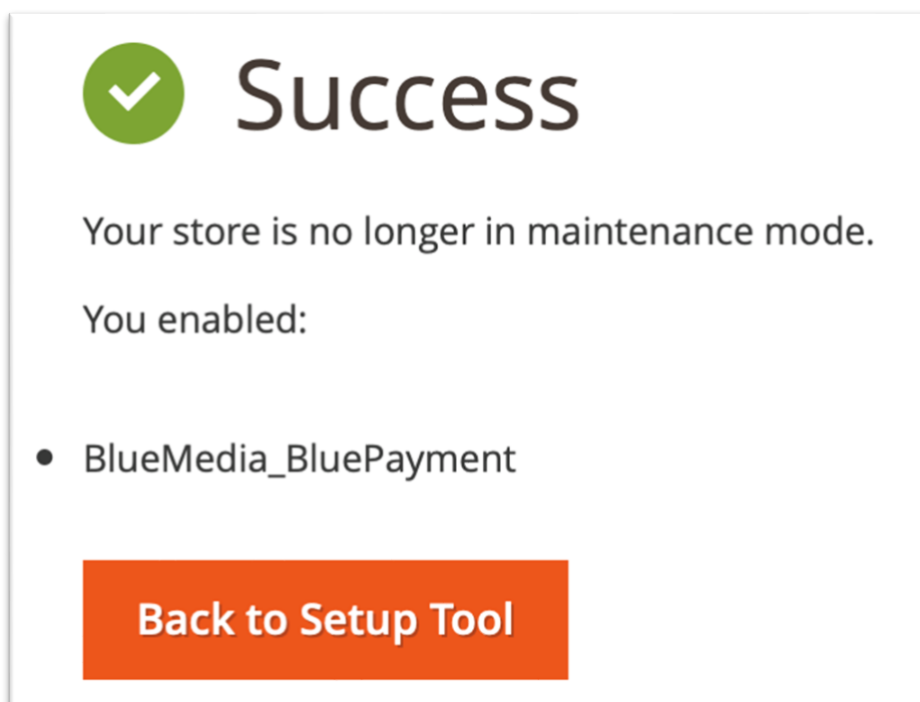 Success
Your store is no longer in maintenance mode.
You enabled:
BlueMedia_BluePayment
Back to Setup Tool